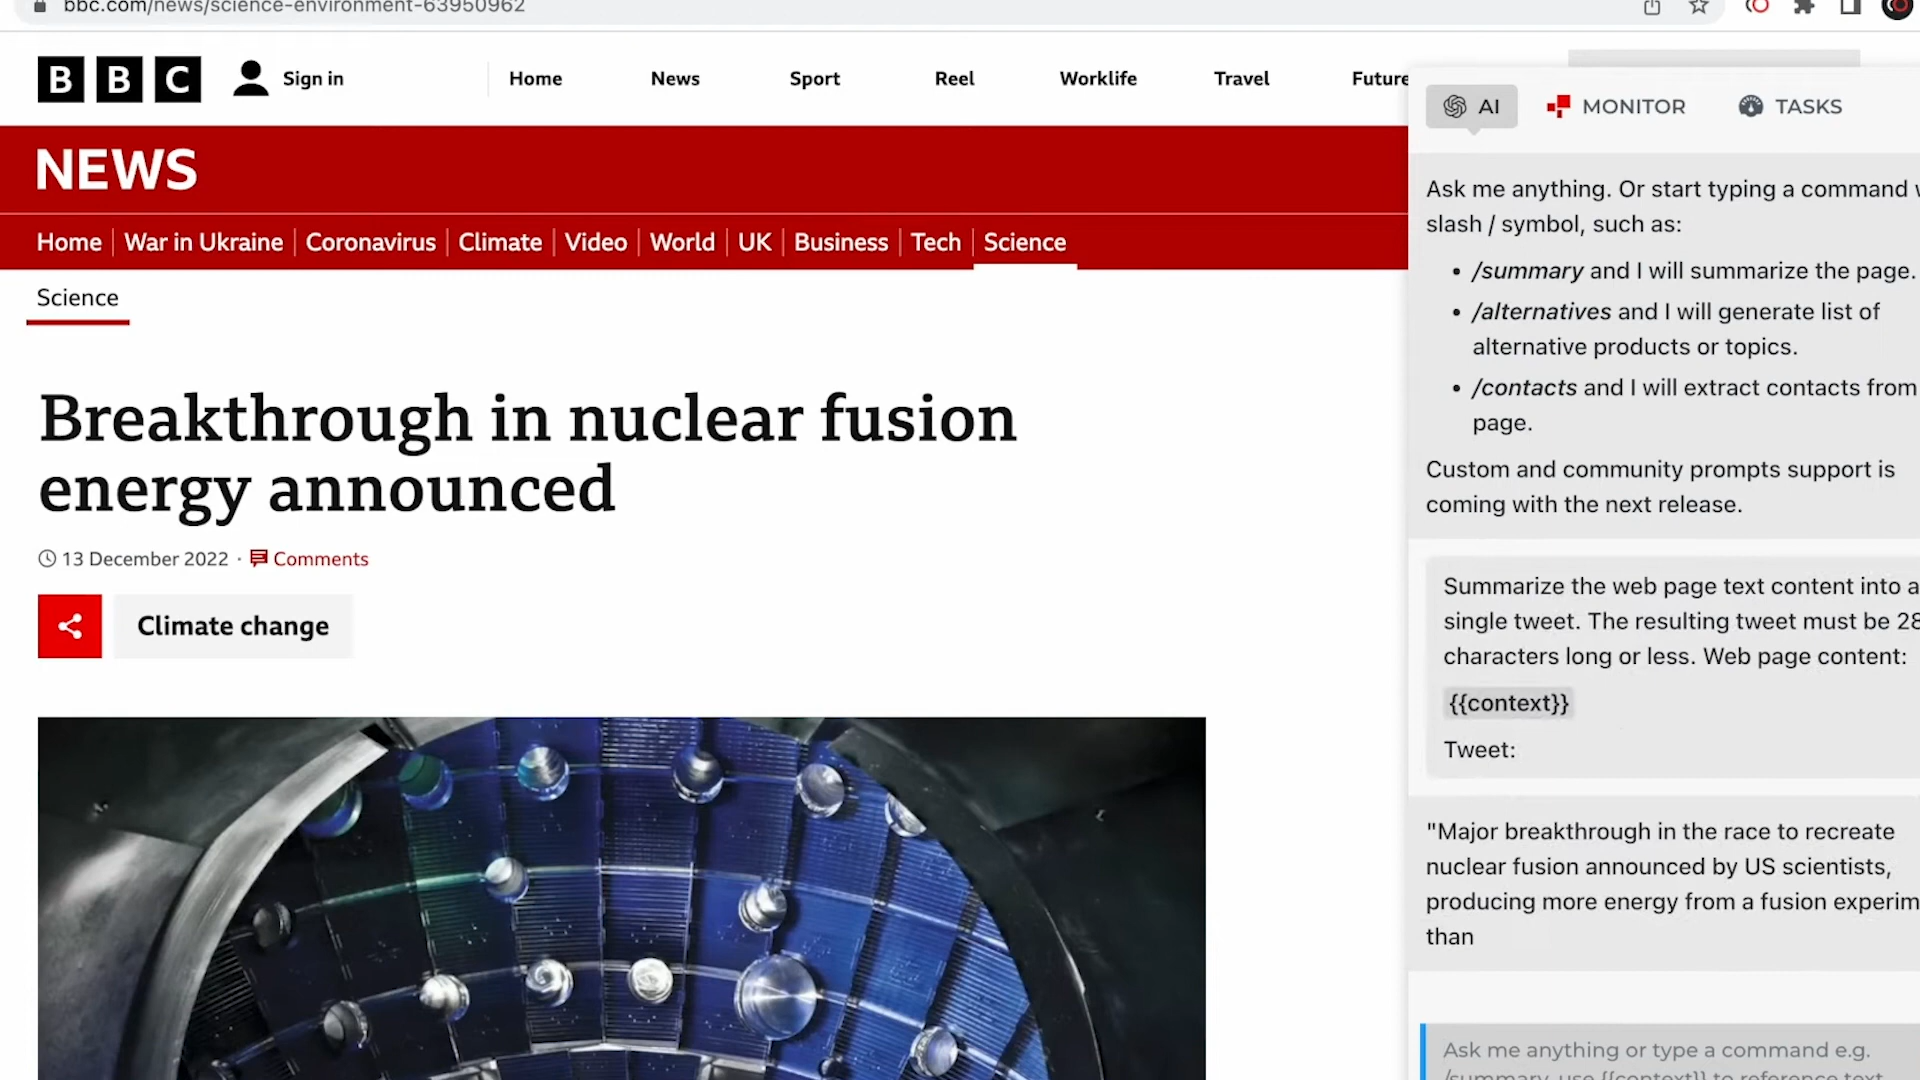 bbc.com/news/science-environment-63950962
BBC Sign in Home News Sport Reel Worklife Travel Future
NEWS
Home War in Ukraine Coronavirus Climate Video World UK Business Tech Science
Science
Breakthrough in nuclear fusion
energy announced
13 December 2022 · Comments
Climate change
AI MONITOR TASKS
Ask me anything. Or start typing a command
slash / symbol, such as:
• /summary and I will summarize the page.
• /alternatives and I will generate list of
alternative products or topics.
• /contacts and I will extract contacts from
page.
Custom and community prompts support is
coming with the next release.
Summarize the web page text content into a
single tweet. The resulting tweet must be 28
characters long or less. Web page content:
{{context}}
Tweet:
"Major breakthrough in the race to recreate
nuclear fusion announced by US scientists,
producing more energy from a fusion experim
than
Ask me anything or type a command e.g.
/summary, use {{context}} to reference text